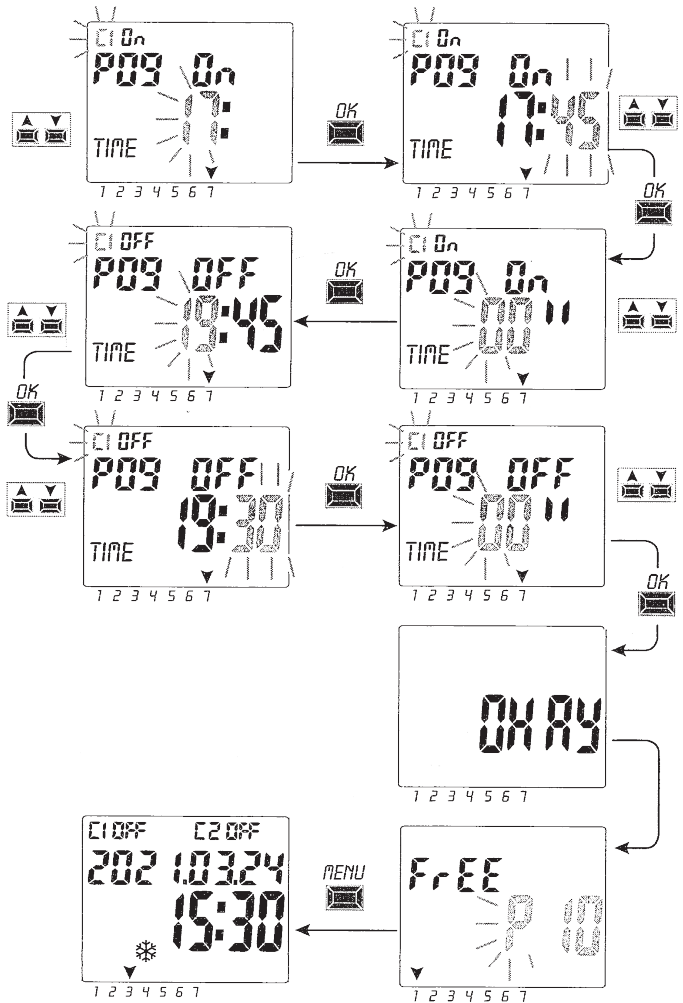 C1 On
P09 On
17:
TIME
1 2 3 4 5 6 7
OK
C1 On
P09 On
17:45
TIME
1 2 3 4 5 6 7
OK
C1 On
P09 On
00"
TIME
1 2 3 4 5 6 7
OK
C1 OFF
P09 OFF
19:45
TIME
1 2 3 4 5 6 7
OK
C1 OFF
P09 OFF
19:30
TIME
1 2 3 4 5 6 7
OK
C1 OFF
P09 OFF
00"
TIME
1 2 3 4 5 6 7
OK
OKAY
1 2 3 4 5 6 7
FrEE
P 10
1 2 3 4 5 6 7
MENU
C1 OFF C2 OFF
2021.03.24
15:30
1 2 3 4 5 6 7